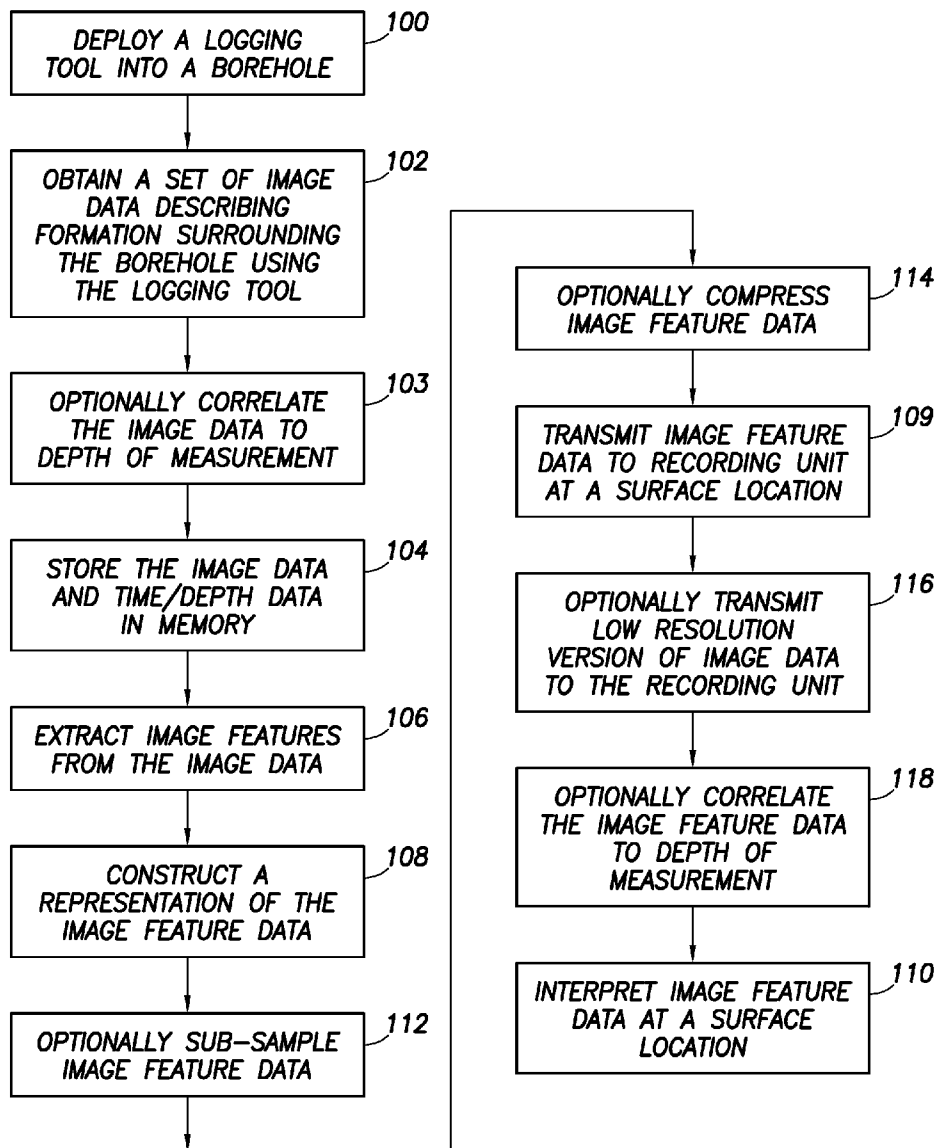 100
DEPLOY A LOGGING
TOOL INTO A BOREHOLE
102
OBTAIN A SET OF IMAGE
DATA DESCRIBING
FORMATION SURROUNDING
THE BOREHOLE USING
THE LOGGING TOOL
103
OPTIONALLY CORRELATE
THE IMAGE DATA TO
DEPTH OF MEASUREMENT
104
STORE THE IMAGE DATA
AND TIME/DEPTH DATA
IN MEMORY
106
EXTRACT IMAGE FEATURES
FROM THE IMAGE DATA
108
CONSTRUCT A
REPRESENTATION OF THE
IMAGE FEATURE DATA
112
OPTIONALLY SUB-SAMPLE
IMAGE FEATURE DATA
114
OPTIONALLY COMPRESS
IMAGE FEATURE DATA
109
TRANSMIT IMAGE FEATURE
DATA TO RECORDING UNIT
AT A SURFACE LOCATION
116
OPTIONALLY TRANSMIT
LOW RESOLUTION
VERSION OF IMAGE DATA
TO THE RECORDING UNIT
118
OPTIONALLY CORRELATE
THE IMAGE FEATURE DATA
TO DEPTH OF
MEASUREMENT
110
INTERPRET IMAGE FEATURE
DATA AT A SURFACE
LOCATION